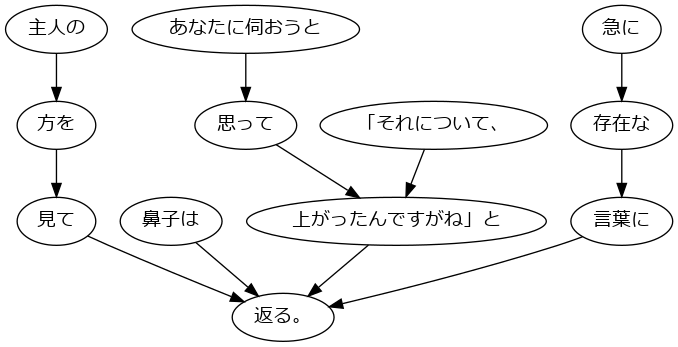 主人の
あなたに伺おうと
急に
方を
思って
「それについて、
存在な
見て
鼻子は
上がったんですがね」と
言葉に
返る。